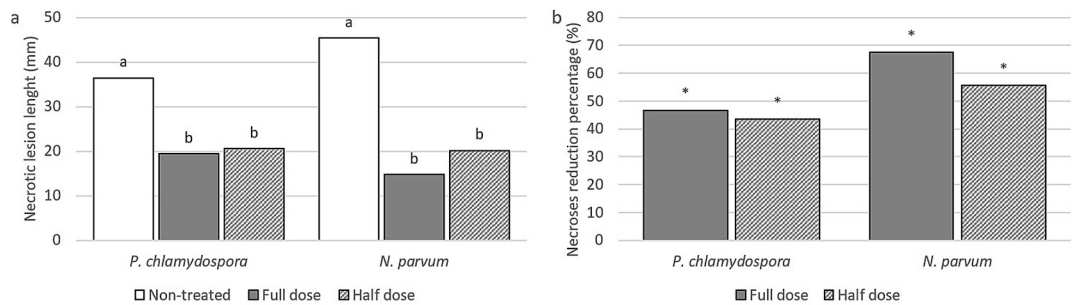 a
Necrotic lesion lenght (mm)
50
40
30
20
10
0
a
b
b
a
b
b
P. chlamydospora
N. parvum
Non-treated
Full dose
Half dose
b
Necroses reduction percentage (%)
80
70
60
50
40
30
20
10
0
*
*
*
*
P. chlamydospora
N. parvum
Full dose
Half dose